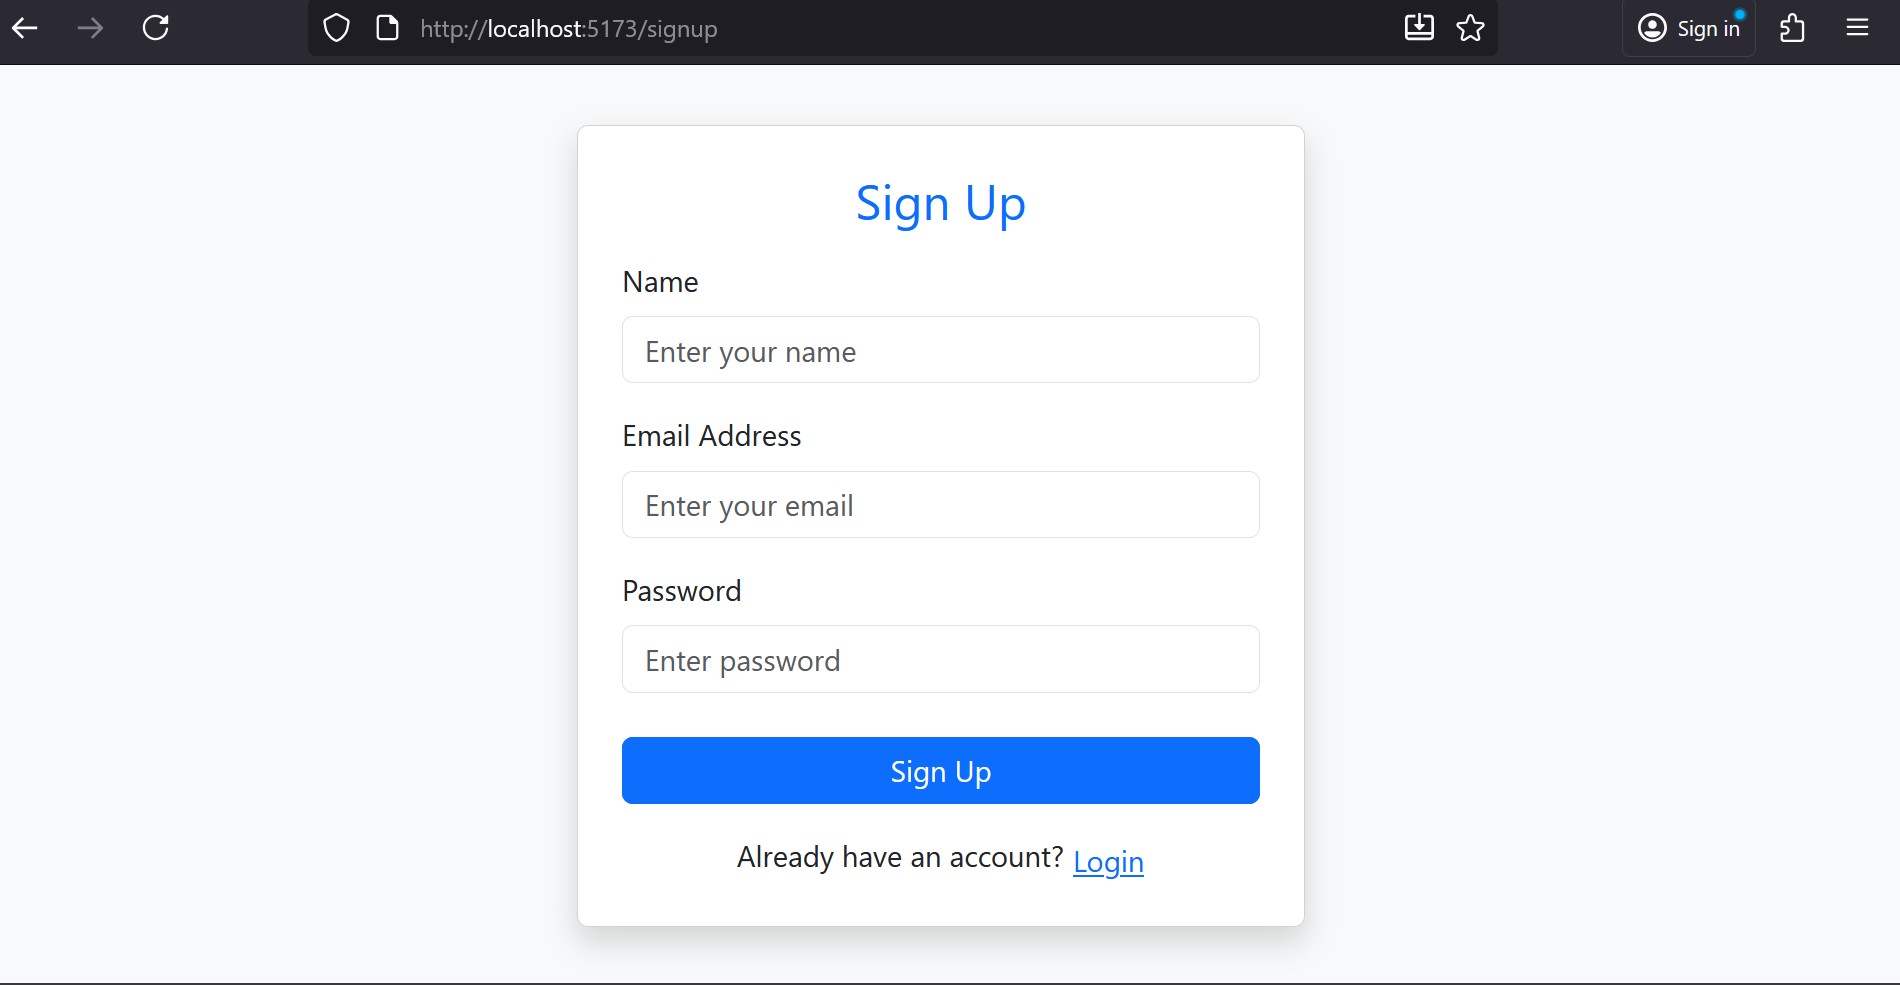 http://localhost:5173/signup
Sign in
Sign Up
Name
Enter your name
Email Address
Enter your email
Password
Enter password
Sign Up
Already have an account? Login